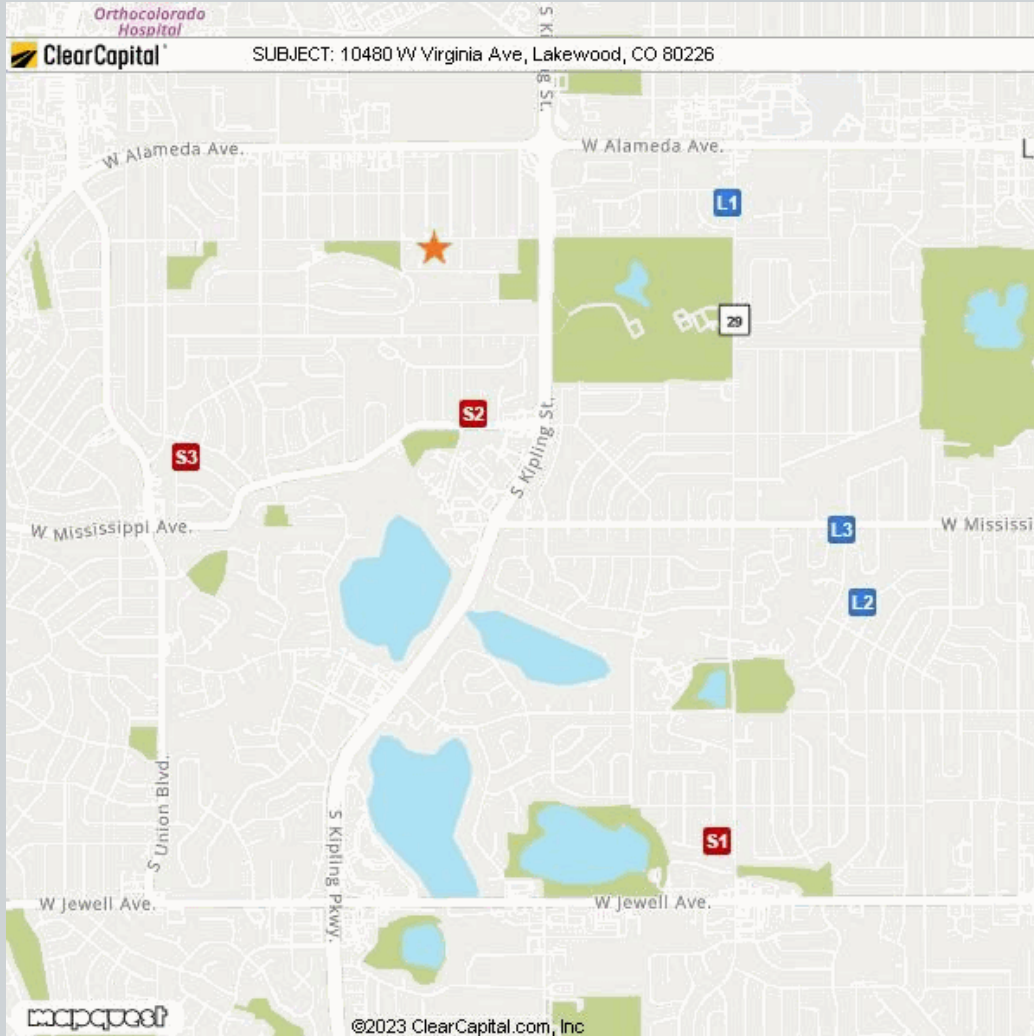 Orthocolorado
Hospital
S Ki
ng St.
ClearCapital
SUBJECT: 10480 W Virginia Ave, Lakewood, CO 80226
W Alameda Ave.
W Alameda Ave.
L
L1
29
S2
S3
S Kipling St.
W Mississippi Ave.
W Mississi
L3
L2
S Union Blvd.
S Kipling Pkwy.
S1
W Jewell Ave.
W Jewell Ave.
mapquest
©2023 ClearCapital.com, Inc